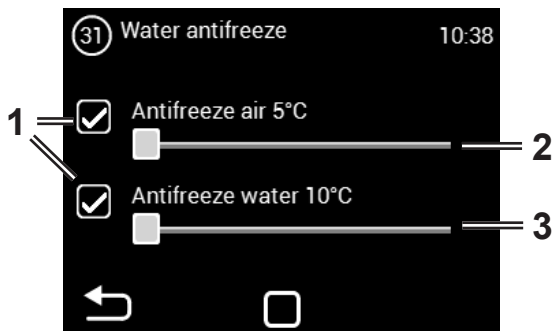 31 Water antifreeze 10:38
1
Antifreeze air 5°C
2
Antifreeze water 10°C
3